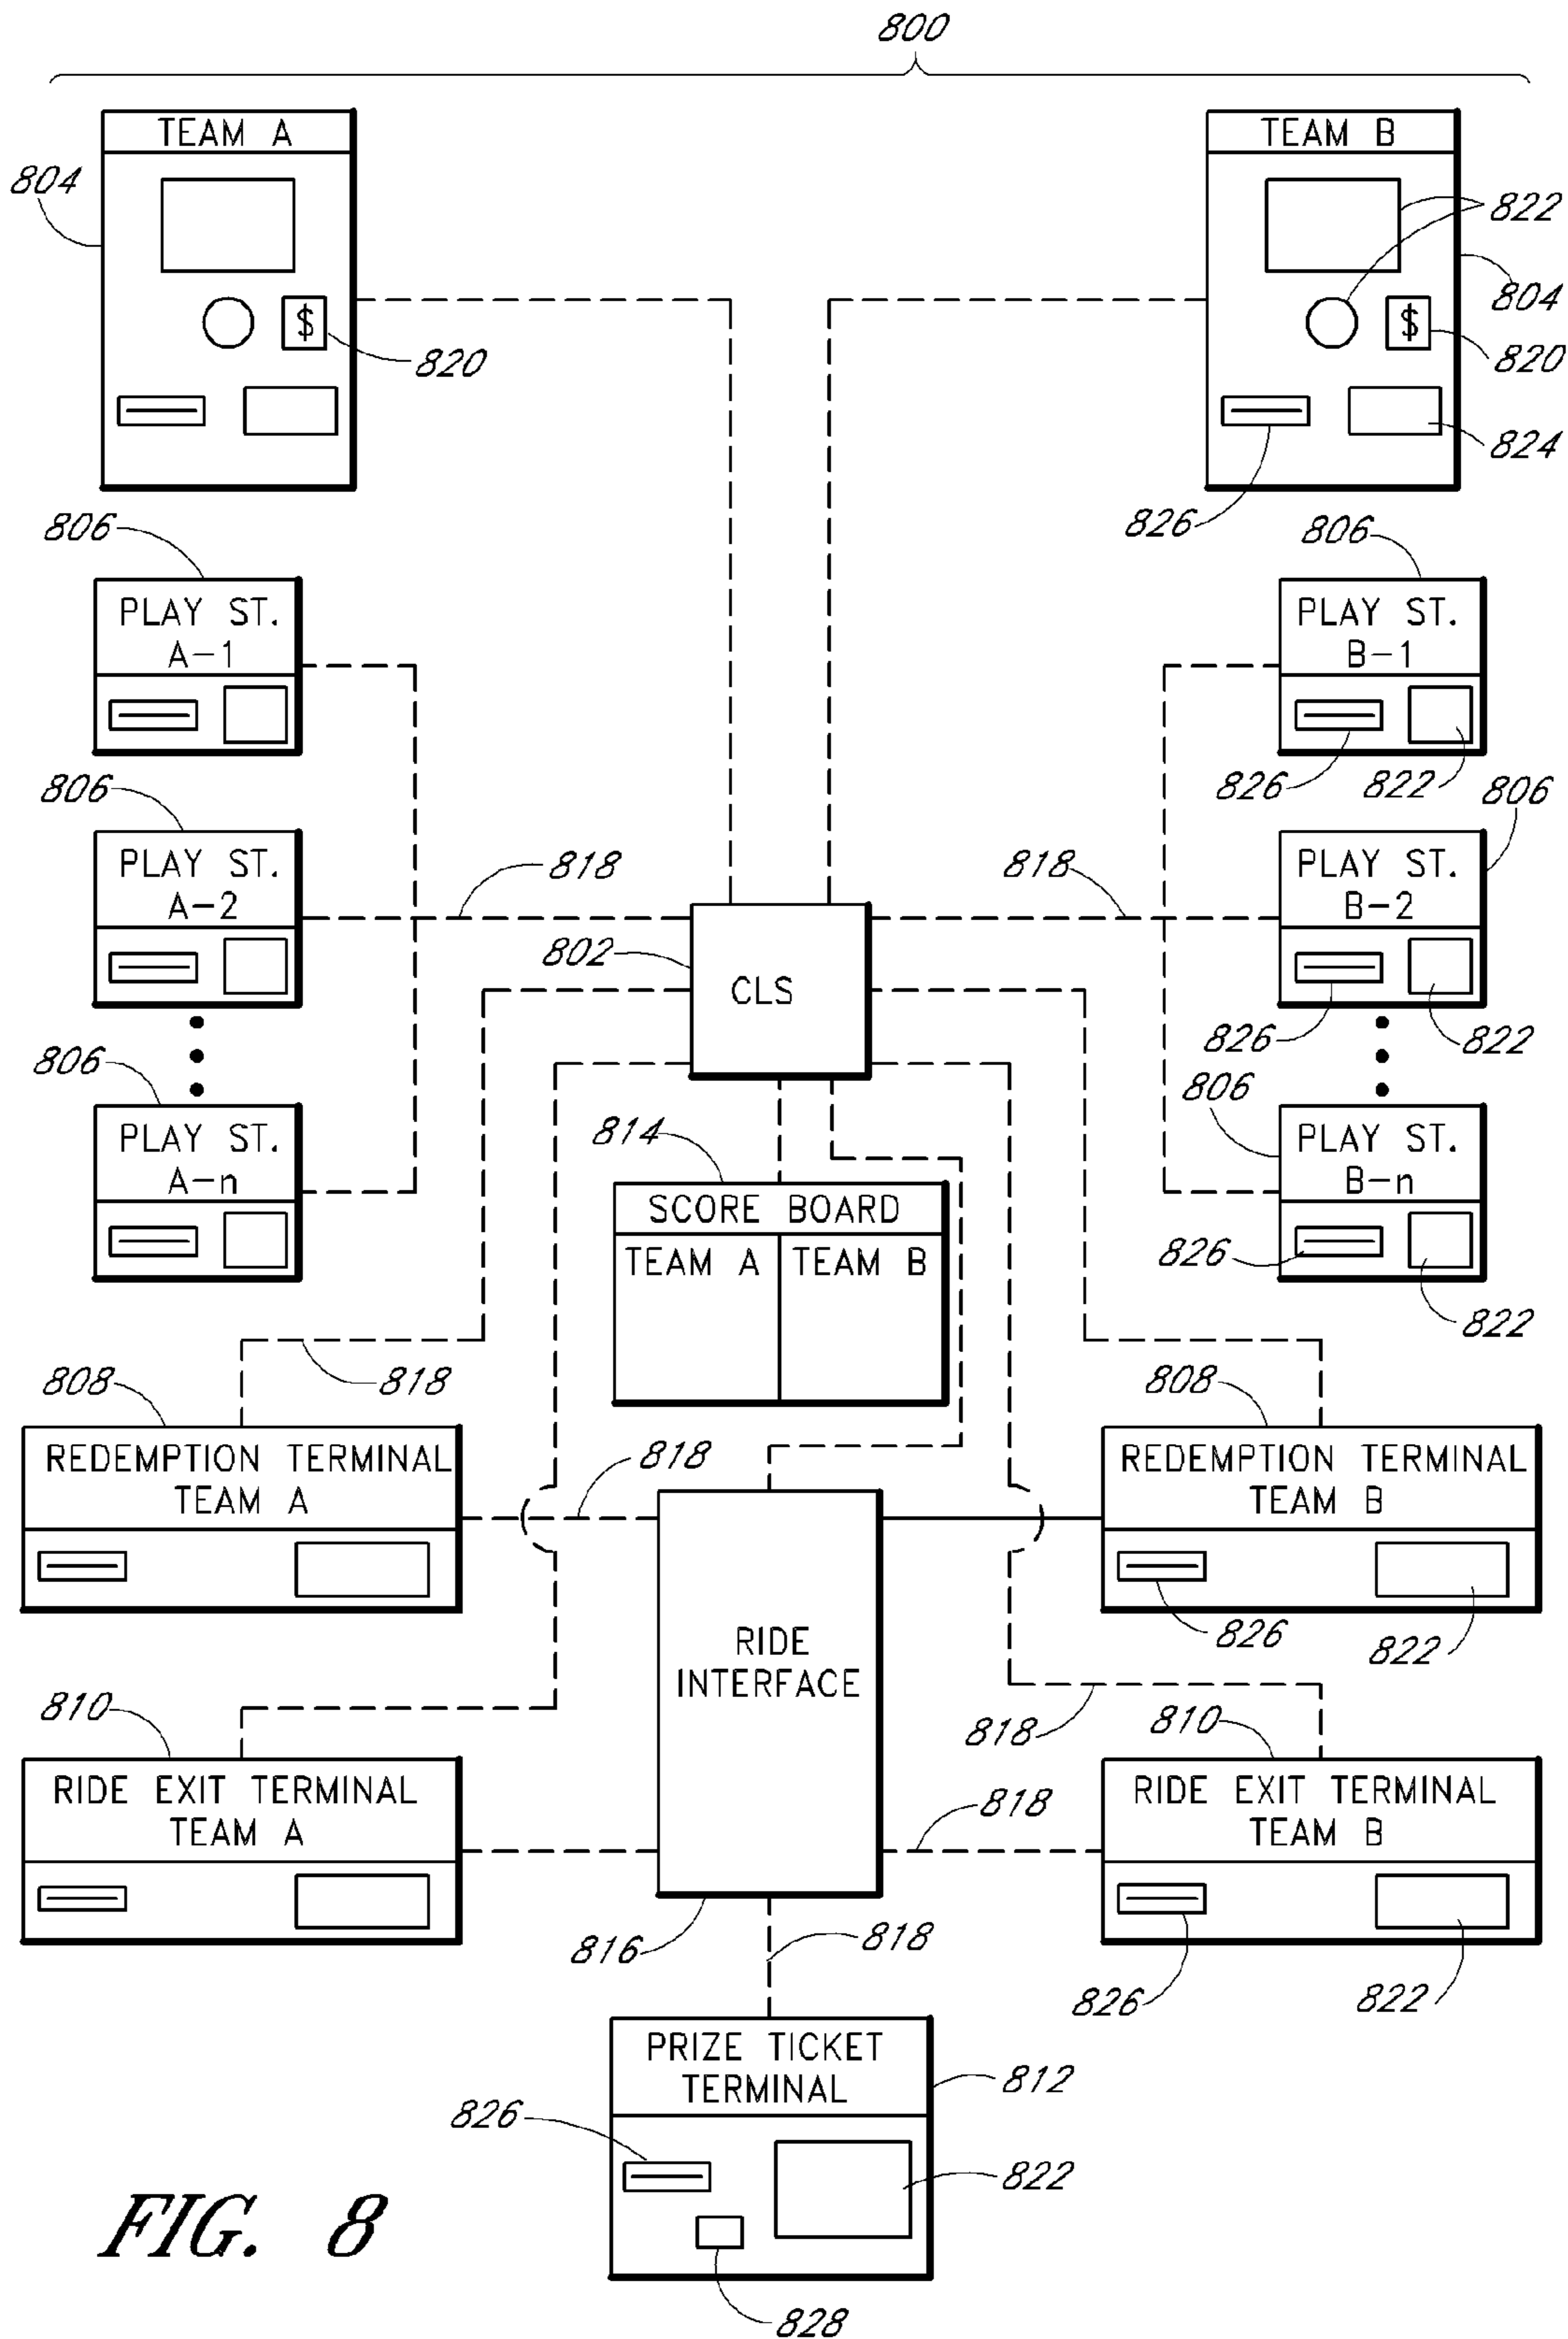 800
TEAM A
TEAM B
804
822
804
$
$
820
820
824
826
806
806
PLAY ST.
A-1
PLAY ST.
B-1
826
822
806
806
PLAY ST.
A-2
PLAY ST.
B-2
818
818
802
CLS
826
822
806
806
PLAY ST.
A-n
PLAY ST.
B-n
814
SCORE BOARD
TEAM A
TEAM B
826
822
808
818
808
REDEMPTION TERMINAL
TEAM A
818
REDEMPTION TERMINAL
TEAM B
826
822
RIDE
INTERFACE
810
818
810
RIDE EXIT TERMINAL
TEAM A
818
RIDE EXIT TERMINAL
TEAM B
816
818
826
822
PRIZE TICKET
TERMINAL
812
826
822
828
FIG. 8